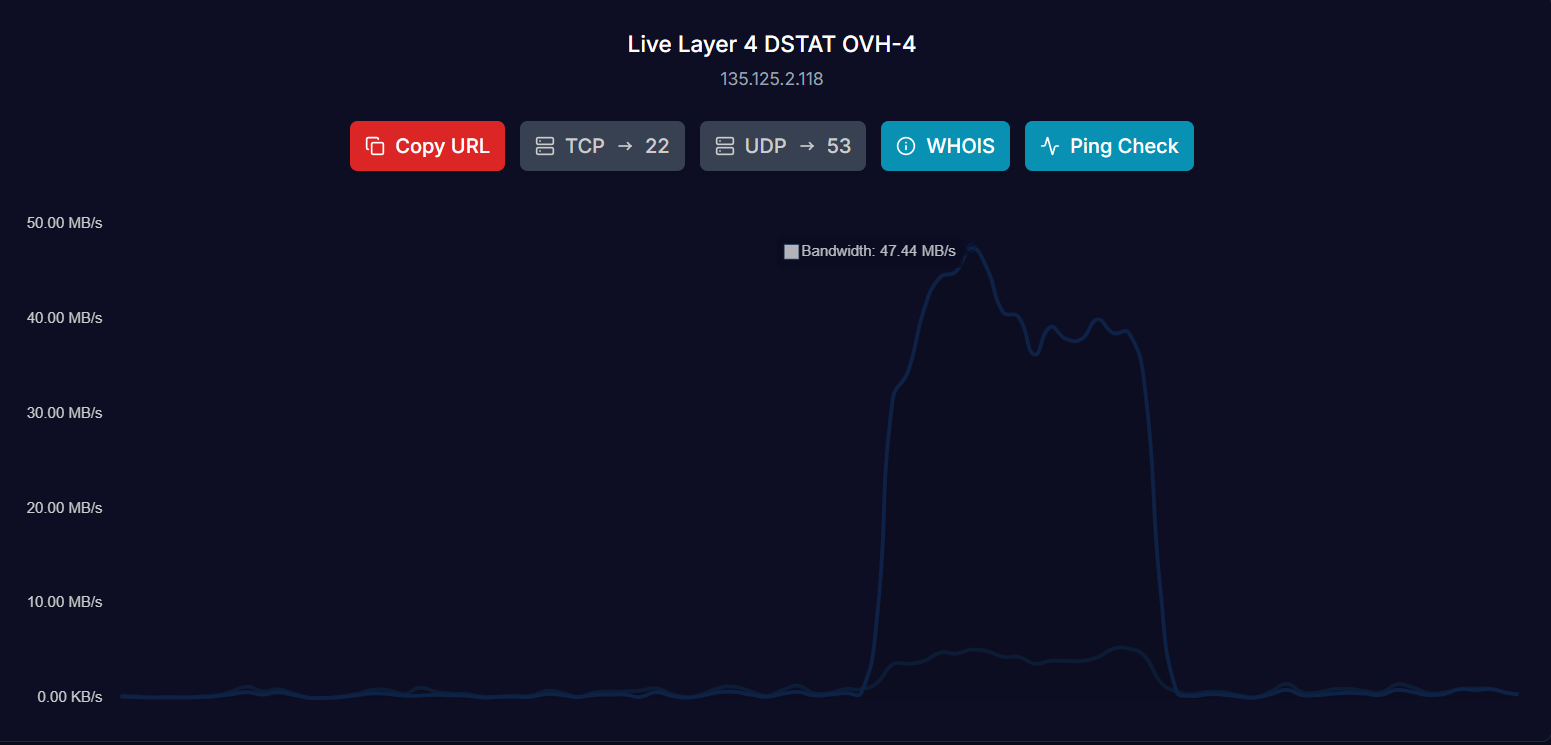 Live Layer 4 DSTAT OVH-4
135.125.2.118
Copy URL
TCP → 22
UDP → 53
WHOIS
Ping Check
50.00 MB/s
Bandwidth: 47.44 MB/s
40.00 MB/s
30.00 MB/s
20.00 MB/s
10.00 MB/s
0.00 KB/s